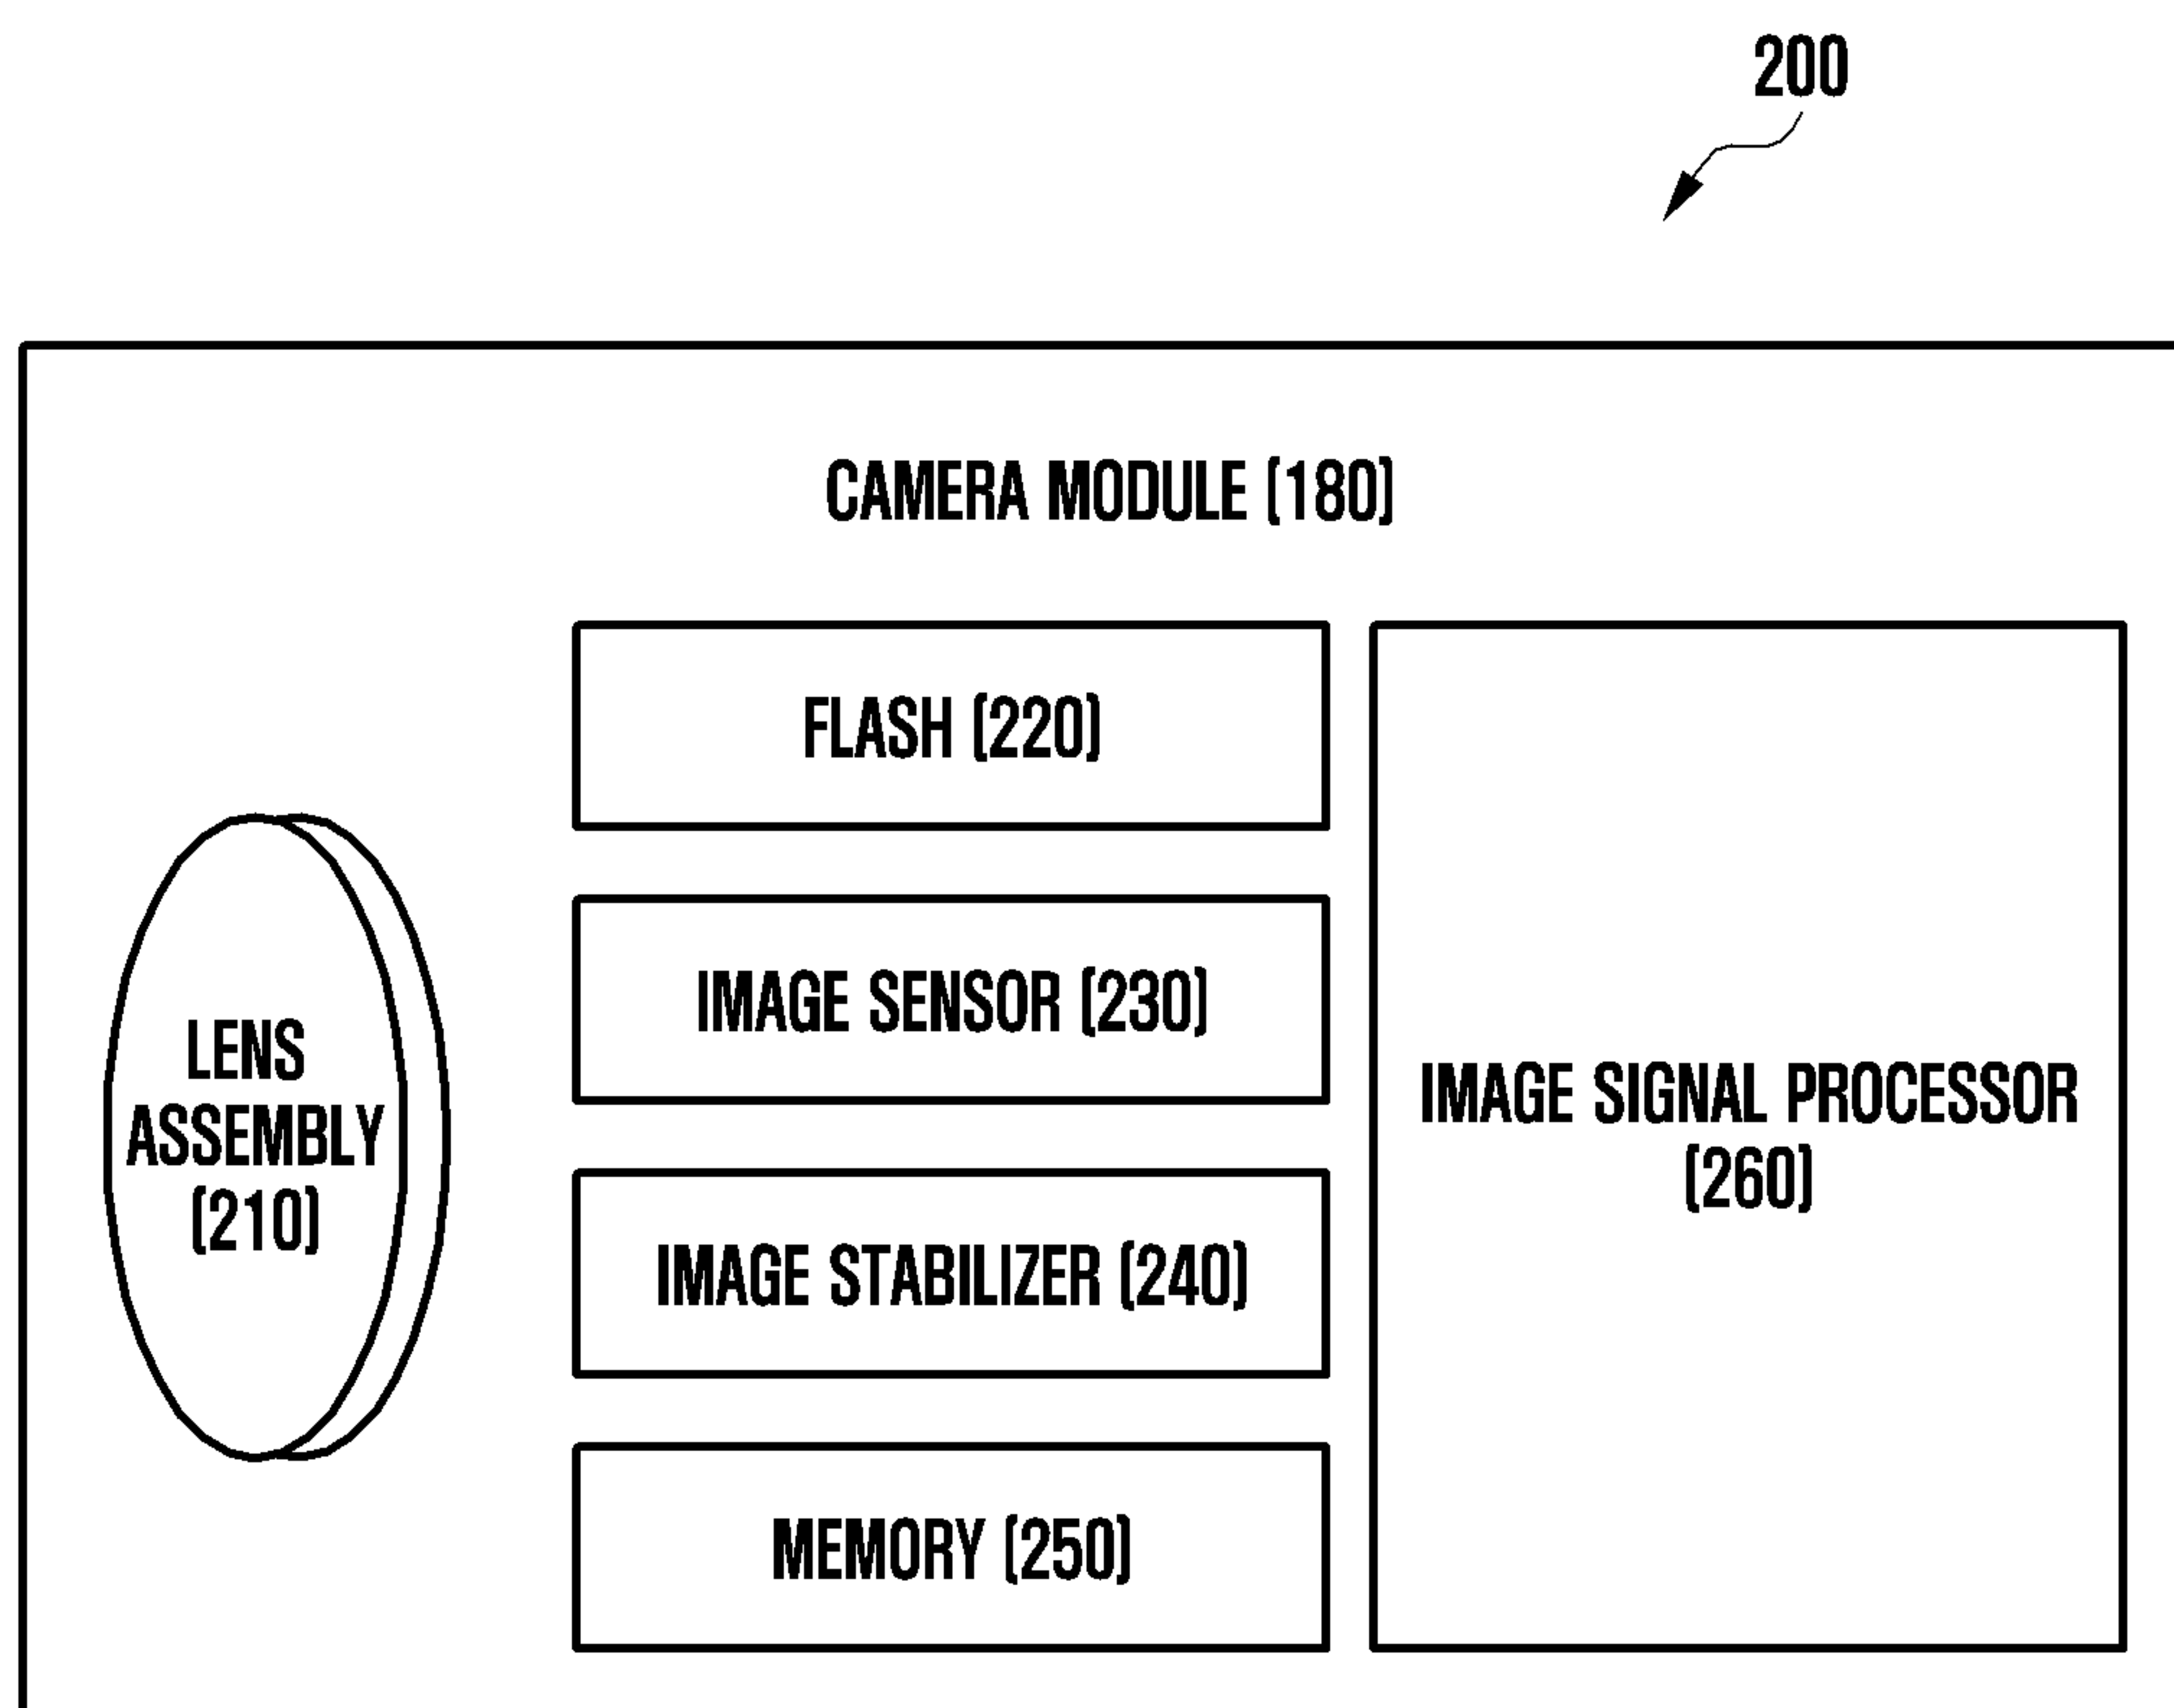 200
CAMERA MODULE (180)
FLASH (220)
IMAGE SENSOR (230)
LENS
ASSEMBLY
(210)
IMAGE STABILIZER (240)
MEMORY (250)
IMAGE SIGNAL PROCESSOR
(260)